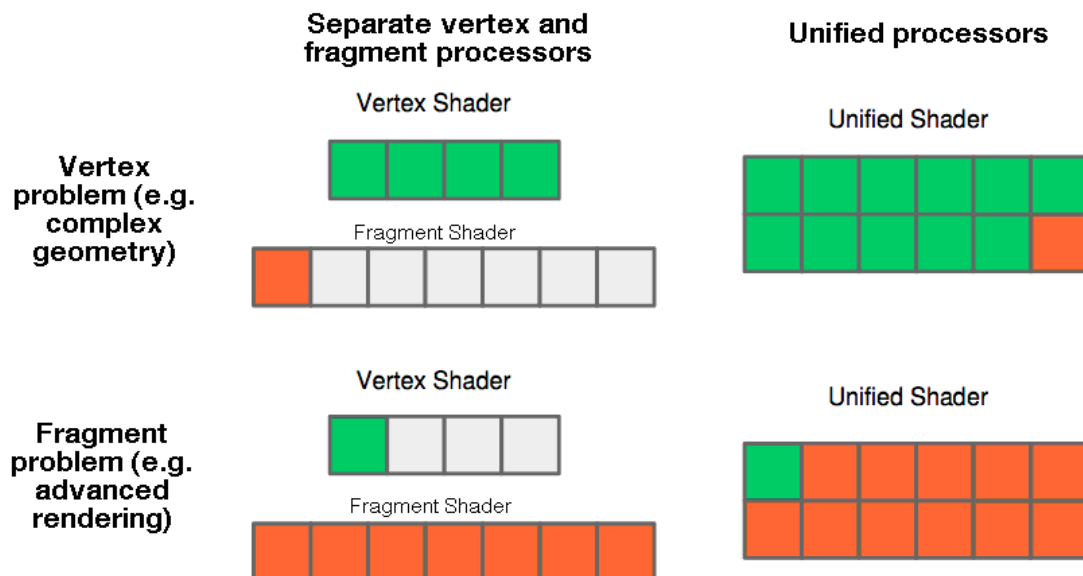 Separate vertex and
fragment processors
Unified processors
Vertex Shader
Unified Shader
Vertex
problem (e.g.
complex
geometry)
Fragment Shader
Vertex Shader
Unified Shader
Fragment
problem (e.g.
advanced
rendering)
Fragment Shader